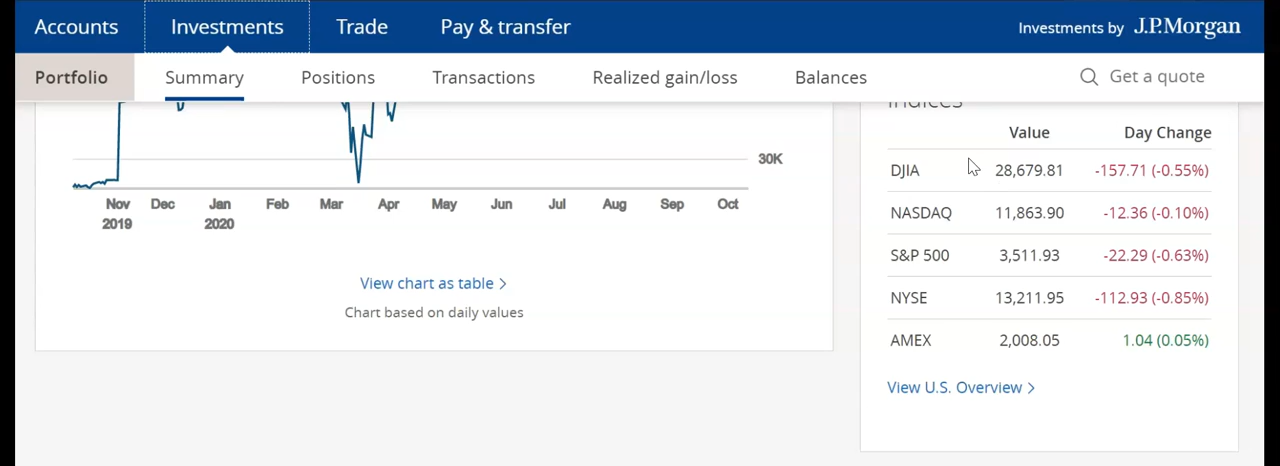 Accounts Investments Trade Pay & transfer Investments by J.P.Morgan
Portfolio Summary Positions Transactions Realized gain/loss Balances Get a quote
30K
Nov Dec Jan Feb Mar Apr May Jun Jul Aug Sep Oct
2019 2020
View chart as table >
Chart based on daily values
Indices
Value Day Change
DJIA 28,679.81 -157.71 (-0.55%)
NASDAQ 11,863.90 -12.36 (-0.10%)
S&P 500 3,511.93 -22.29 (-0.63%)
NYSE 13,211.95 -112.93 (-0.85%)
AMEX 2,008.05 1.04 (0.05%)
View U.S. Overview >